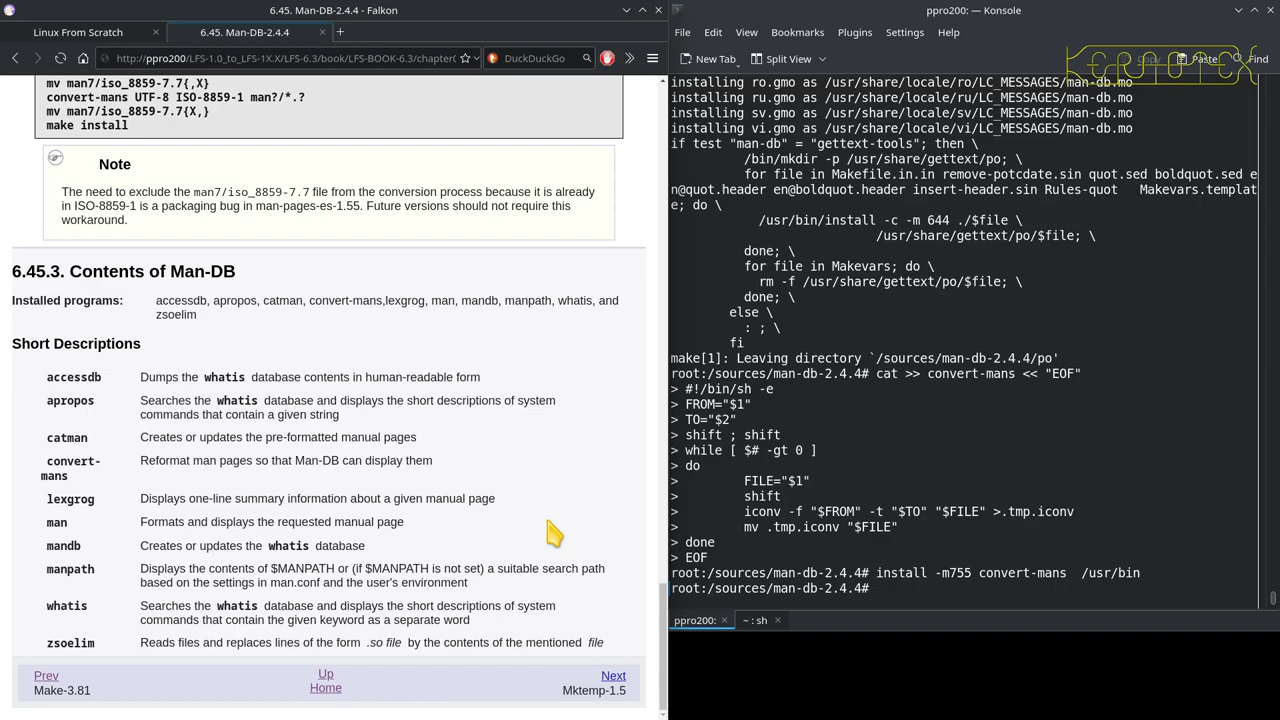 6.45. Man-DB-2.4.4 - Falkon
Linux From Scratch
6.45. Man-DB-2.4.4
http://ppro200/LFS-1.0_to_LFS-1X.X/LFS-6.3/book/LFS-BOOK-6.3/chapter(
DuckDuckGo
mv man7/iso_8859-7.7{,X}
convert-mans UTF-8 ISO-8859-1 man?/*.?
mv man7/iso_8859-7.7{X,}
make install
Note
The need to exclude the man7/iso_8859-7.7 file from the conversion process because it is already
in ISO-8859-1 is a packaging bug in man-pages-es-1.55. Future versions should not require this
workaround.
6.45.3. Contents of Man-DB
Installed programs: accessdb, apropos, catman, convert-mans,lexgrog, man, mandb, manpath, whatis, and
zsoelim
Short Descriptions
accessdb Dumps the whatis database contents in human-readable form
apropos Searches the whatis database and displays the short descriptions of system
commands that contain a given string
catman Creates or updates the pre-formatted manual pages
convert- Reformat man pages so that Man-DB can display them
mans
lexgrog Displays one-line summary information about a given manual page
man Formats and displays the requested manual page
mandb Creates or updates the whatis database
manpath Displays the contents of $MANPATH or (if $MANPATH is not set) a suitable search path
based on the settings in man.conf and the user's environment
whatis Searches the whatis database and displays the short descriptions of system
commands that contain the given keyword as a separate word
zsoelim Reads files and replaces lines of the form .so file by the contents of the mentioned file
Prev Up Next
Make-3.81 Home Mktemp-1.5
ppro200: — Konsole
File Edit View Bookmarks Plugins Settings Help
New Tab Split View Copy Paste Find
installing ro.gmo as /usr/share/locale/ro/LC_MESSAGES/man-db.mo
installing ru.gmo as /usr/share/locale/ru/LC_MESSAGES/man-db.mo
installing sv.gmo as /usr/share/locale/sv/LC_MESSAGES/man-db.mo
installing vi.gmo as /usr/share/locale/vi/LC_MESSAGES/man-db.mo
if test "man-db" = "gettext-tools"; then \
/bin/mkdir -p /usr/share/gettext/po; \
for file in Makefile.in.in remove-potcdate.sin quot.sed boldquot.sed e
n@quot.header en@boldquot.header insert-header.sin Rules-quot Makevars.templat
e; do \
/usr/bin/install -c -m 644 ./$file \
/usr/share/gettext/po/$file; \
done; \
for file in Makevars; do \
rm -f /usr/share/gettext/po/$file; \
done; \
else \
: ; \
fi
make[1]: Leaving directory `/sources/man-db-2.4.4/po'
root:/sources/man-db-2.4.4# cat >> convert-mans << "EOF"
> #!/bin/sh -e
> FROM="$1"
> TO="$2"
> shift ; shift
> while [ $# -gt 0 ]
> do
> FILE="$1"
> shift
> iconv -f "$FROM" -t "$TO" "$FILE" >.tmp.iconv
> mv .tmp.iconv "$FILE"
> done
> EOF
root:/sources/man-db-2.4.4# install -m755 convert-mans /usr/bin
root:/sources/man-db-2.4.4#
ppro200:
~ : sh